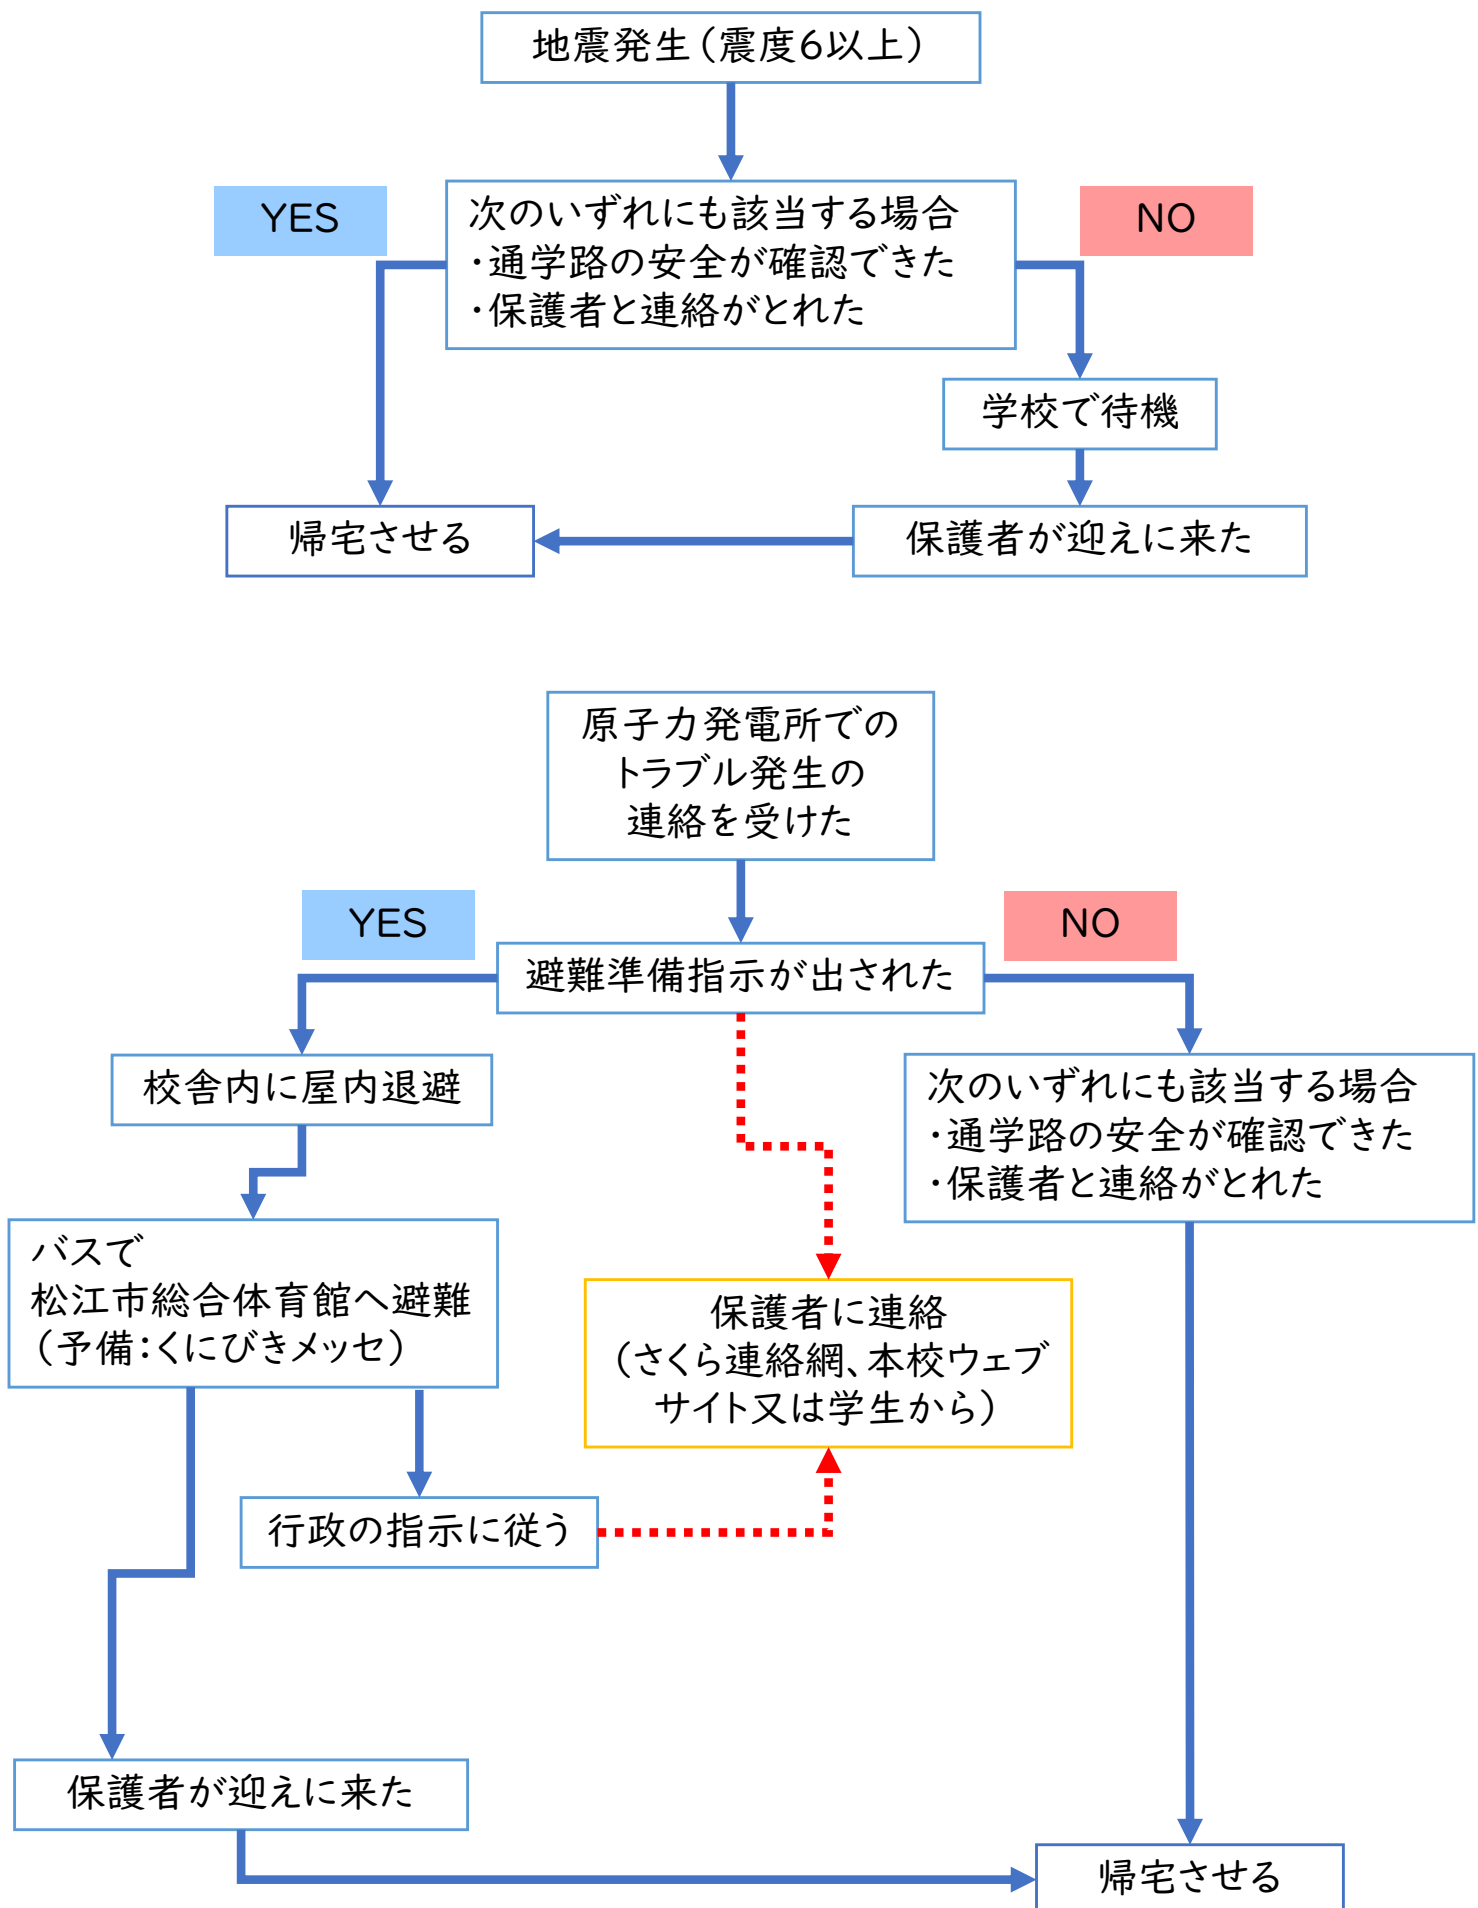 地震発生（震度6以上）
YES
次のいずれにも該当する場合
・通学路の安全が確認できた
・保護者と連絡がとれた
NO
学校で待機
帰宅させる
保護者が迎えに来た
原子力発電所での
トラブル発生の
連絡を受けた
YES
NO
避難準備指示が出された
校舎内に屋内退避
次のいずれにも該当する場合
・通学路の安全が確認できた
・保護者と連絡がとれた
バスで
松江市総合体育館へ避難
（予備：くにびきメッセ）
保護者に連絡
（さくら連絡網、本校ウェブ
サイト又は学生から）
行政の指示に従う
保護者が迎えに来た
帰宅させる